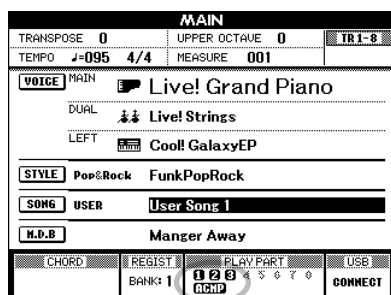 MAIN
TRANSPOSE 0 UPPER OCTAVE 0 TR 1-8
TEMPO ♩=095 4/4 MEASURE 001
VOICE MAIN Live! Grand Piano
DUAL Live! Strings
LEFT Cool! GalaxyEP
STYLE Pop&Rock FunkPopRock
SONG USER User Song 1
M.D.B Manger Away
CHORD REGIST PLAY PART USB
BANK: 1 1 2 3 4 5 6 7 8 CONNECT
ACMP